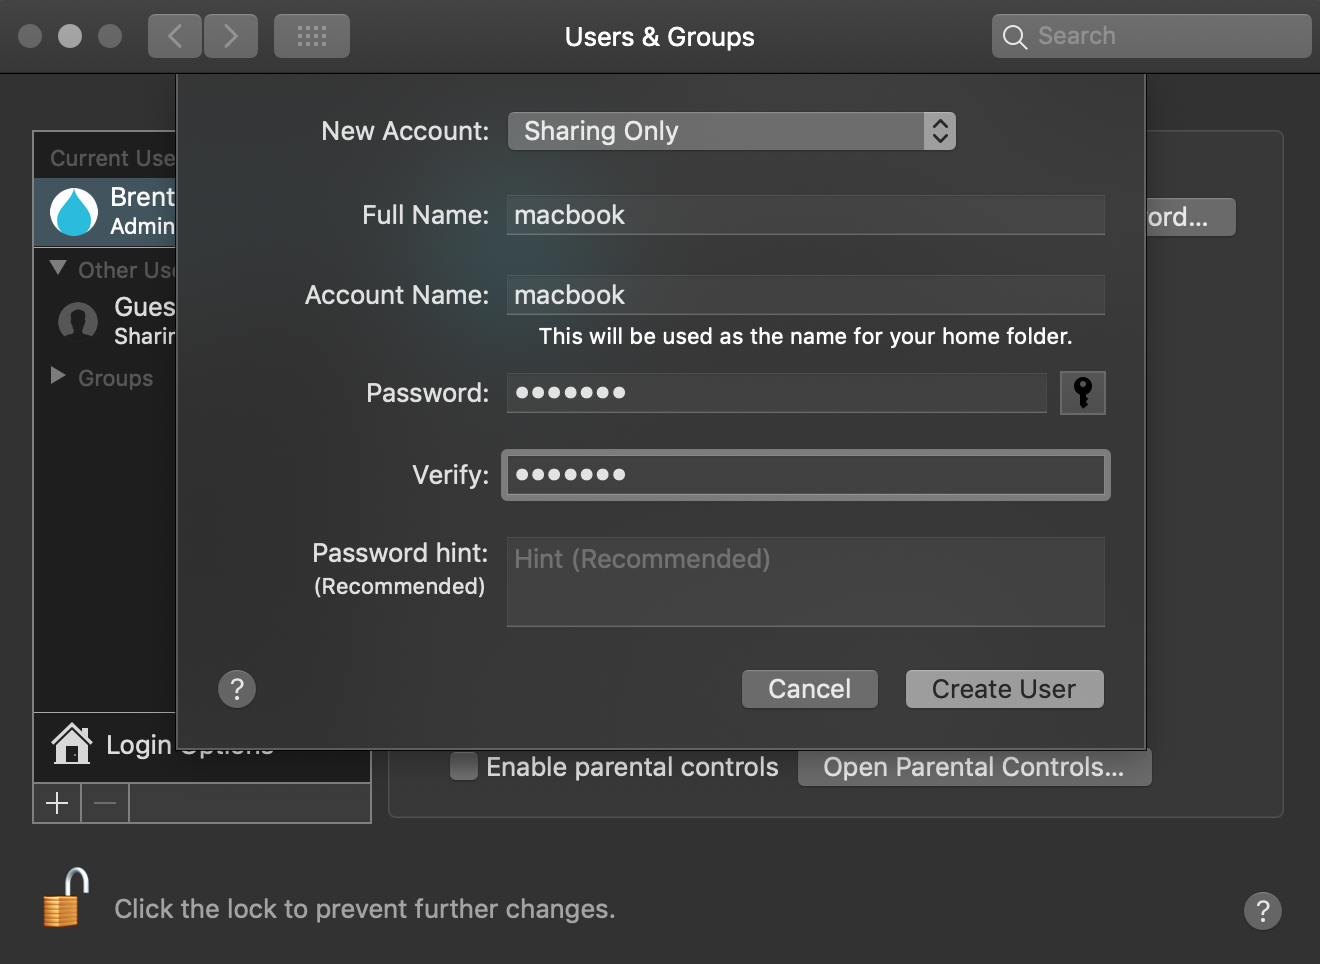 Users & Groups
Search
New Account: Sharing Only
Current Use
Brent
Admin
Full Name: macbook
ord...
Other Us
Gues
Sharin
Account Name: macbook
This will be used as the name for your home folder.
Groups
Password: •••••••
Verify: •••••••
Password hint: Hint (Recommended)
(Recommended)
? Cancel Create User
Login
Enable parental controls Open Parental Controls...
Click the lock to prevent further changes.
?